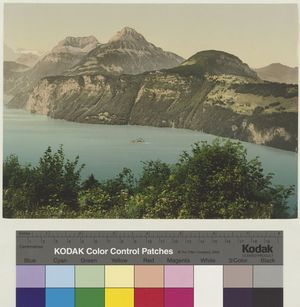 KODAK Color Control Patches
Kodak
Blue Cyan Green Yellow Red Magenta White 3/Color Black